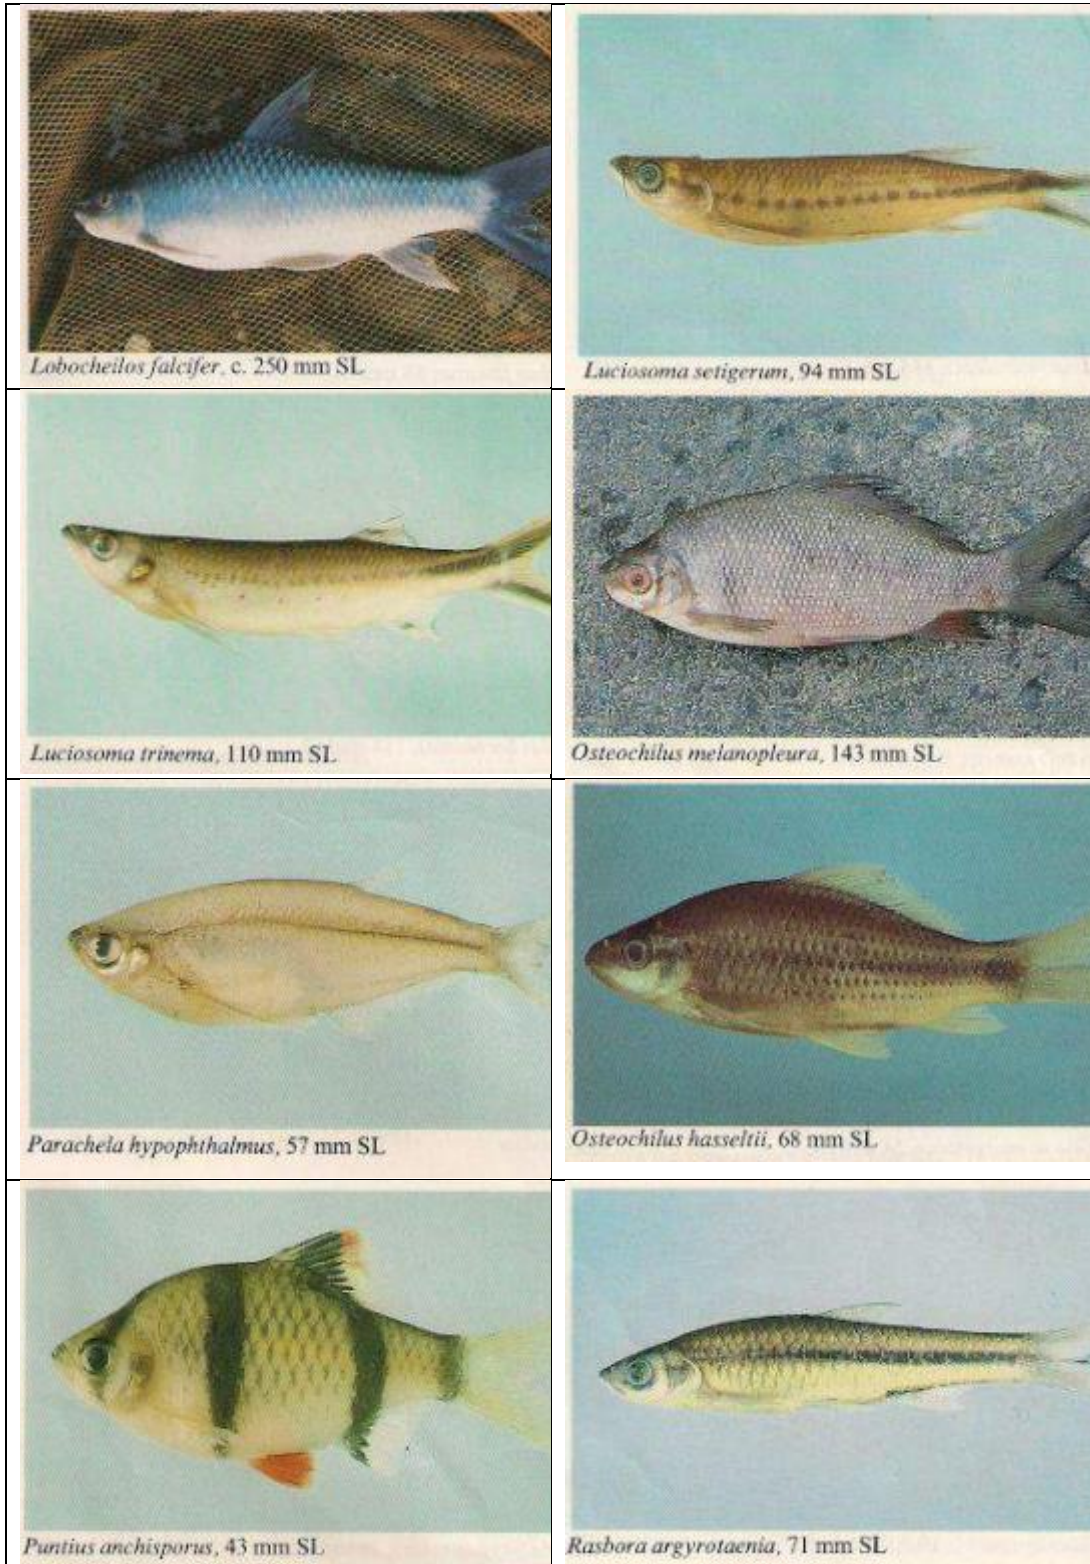 Lobocheilos falcifer, c. 250 mm SL
Luciosoma setigerum, 94 mm SL
Luciosoma trinema, 110 mm SL
Osteochilus melanopleura, 143 mm SL
Parachela hypophthalmus, 57 mm SL
Osteochilus hasseltii, 68 mm SL
Puntius anchisporus, 43 mm SL
Rasbora argyrotaenia, 71 mm SL